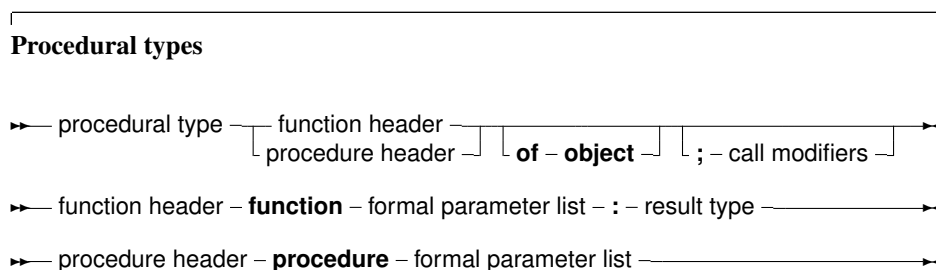 Procedural types
procedural type function header
procedure header of object ; call modifiers
function header function formal parameter list : result type
procedure header procedure formal parameter list